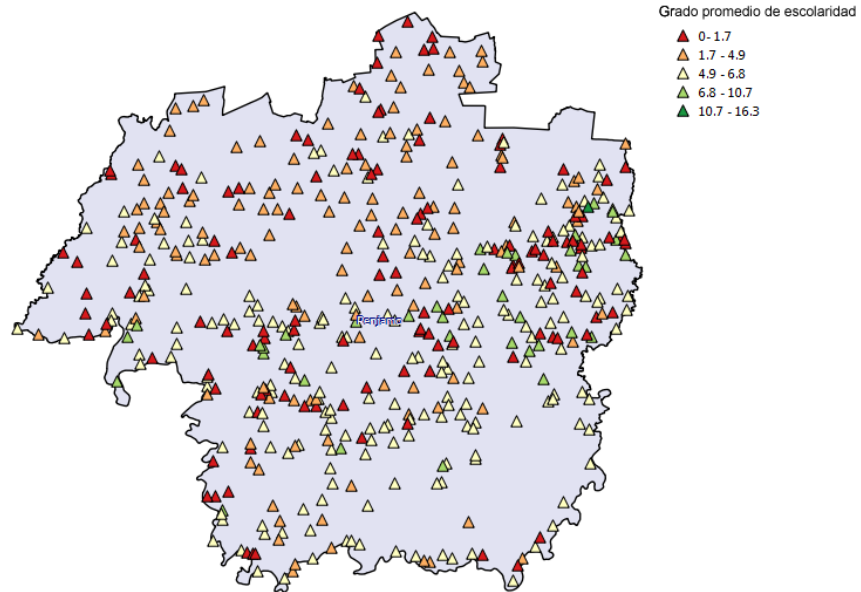 Grado promedio de escolaridad
0- 1.7
1.7 - 4.9
4.9 - 6.8
6.8 - 10.7
10.7 - 16.3
Penjamo